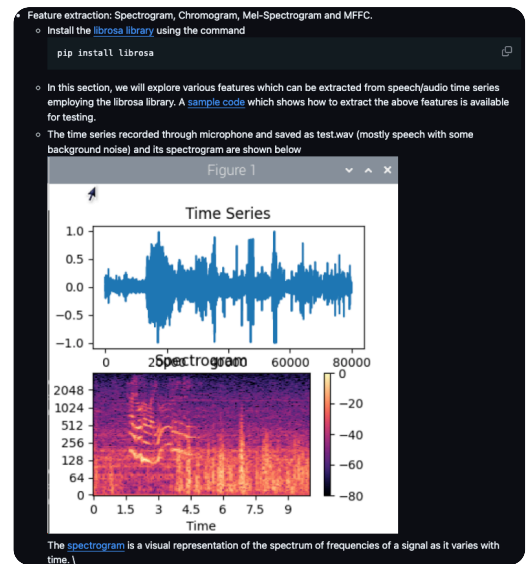 Feature extraction: Spectrogram, Chromogram, Mel-Spectrogram and MFFC.
Install the librosa library using the command
pip install librosa
In this section, we will explore various features which can be extracted from speech/audio time series
employing the librosa library. A sample code which shows how to extract the above features is available
for testing.
The time series recorded through microphone and saved as test.wav (mostly speech with some
background noise) and its spectrogram are shown below
Figure 1
Time Series
1.0
0.5
0.0
−0.5
−1.0
0 20000 40000 60000 80000
Spectrogram
2048
1024
512
256
128
64
0
0 1.5 3 4.5 6 7.5 9
Time
0
−20
−40
−60
−80
The spectrogram is a visual representation of the spectrum of frequencies of a signal as it varies with
time. \